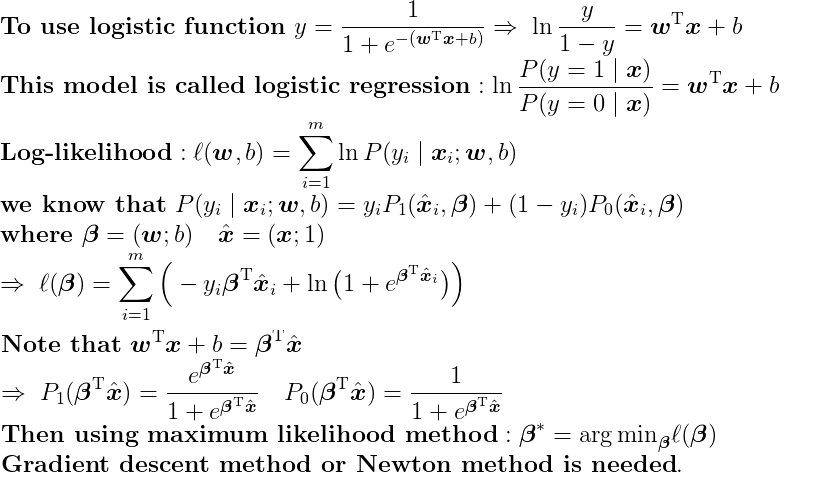 To use logistic function $y = \frac{1}{1 + e^{-(\boldsymbol{w}^{\mathrm{T}}\boldsymbol{x}+b)}} \Rightarrow \ln \frac{y}{1-y} = \boldsymbol{w}^{\mathrm{T}}\boldsymbol{x} + b$
This model is called logistic regression : $\ln \frac{P(y=1 \mid \boldsymbol{x})}{P(y=0 \mid \boldsymbol{x})} = \boldsymbol{w}^{\mathrm{T}}\boldsymbol{x} + b$
Log-likelihood : $\ell(\boldsymbol{w}, b) = \sum_{i=1}^{m} \ln P(y_i \mid \boldsymbol{x}_i; \boldsymbol{w}, b)$
we know that $P(y_i \mid \boldsymbol{x}_i; \boldsymbol{w}, b) = y_i P_1(\hat{\boldsymbol{x}}_i, \boldsymbol{\beta}) + (1 - y_i) P_0(\hat{\boldsymbol{x}}_i, \boldsymbol{\beta})$
where $\boldsymbol{\beta} = (\boldsymbol{w}; b) \quad \hat{\boldsymbol{x}} = (\boldsymbol{x}; 1)$
$\Rightarrow \ell(\boldsymbol{\beta}) = \sum_{i=1}^{m} \Big( - y_i \boldsymbol{\beta}^{\mathrm{T}} \hat{\boldsymbol{x}}_i + \ln \big(1 + e^{\boldsymbol{\beta}^{\mathrm{T}} \hat{\boldsymbol{x}}_i}\big) \Big)$
Note that $\boldsymbol{w}^{\mathrm{T}}\boldsymbol{x} + b = \boldsymbol{\beta}^{\mathrm{T}} \hat{\boldsymbol{x}}$
$\Rightarrow P_1(\boldsymbol{\beta}^{\mathrm{T}} \hat{\boldsymbol{x}}) = \frac{e^{\boldsymbol{\beta}^{\mathrm{T}} \hat{\boldsymbol{x}}}}{1 + e^{\boldsymbol{\beta}^{\mathrm{T}} \hat{\boldsymbol{x}}}} \quad P_0(\boldsymbol{\beta}^{\mathrm{T}} \hat{\boldsymbol{x}}) = \frac{1}{1 + e^{\boldsymbol{\beta}^{\mathrm{T}} \hat{\boldsymbol{x}}}}$
Then using maximum likelihood method : $\boldsymbol{\beta}^{*} = \arg\min_{\boldsymbol{\beta}} \ell(\boldsymbol{\beta})$
Gradient descent method or Newton method is needed.